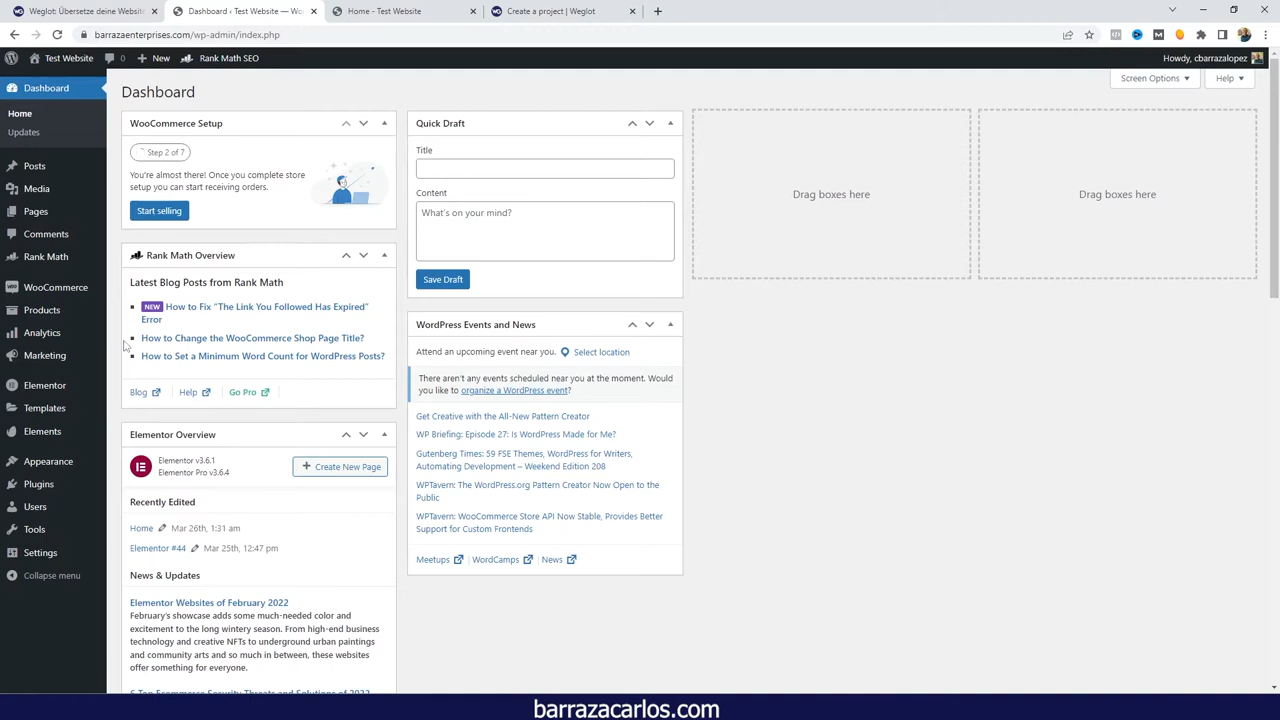 Weglot: Übersetze deine Website
Dashboard ‹ Test Website — Wo
Home - Test Website
Create a project | Weglot
barrazaenterprises.com/wp-admin/index.php
Test Website
0
New
Rank Math SEO
Howdy, cbarrazalopez
Dashboard
Home
Updates
Posts
Media
Pages
Comments
Rank Math
WooCommerce
Products
Analytics
Marketing
Elementor
Templates
Elements
Appearance
Plugins
Users
Tools
Settings
Collapse menu
Screen Options
Help
Dashboard
WooCommerce Setup
Step 2 of 7
You're almost there! Once you complete store
setup you can start receiving orders.
Start selling
Rank Math Overview
Latest Blog Posts from Rank Math
NEW How to Fix “The Link You Followed Has Expired”
Error
How to Change the WooCommerce Shop Page Title?
How to Set a Minimum Word Count for WordPress Posts?
Blog
Help
Go Pro
Elementor Overview
Elementor v3.6.1
Elementor Pro v3.6.4
Create New Page
Recently Edited
Home Mar 26th, 1:31 am
Elementor #44 Mar 25th, 12:47 pm
News & Updates
Elementor Websites of February 2022
February's showcase adds some much-needed color and
excitement to the long wintery season. From high-end business
technology and creative NFTs to underground urban paintings
and community arts and so much in between, these websites
offer something for everyone.
6 Top Ecommerce Security Threats and Solutions of 2022
Quick Draft
Title
Content
What's on your mind?
Save Draft
WordPress Events and News
Attend an upcoming event near you. Select location
There aren't any events scheduled near you at the moment. Would
you like to organize a WordPress event?
Get Creative with the All-New Pattern Creator
WP Briefing: Episode 27: Is WordPress Made for Me?
Gutenberg Times: 59 FSE Themes, WordPress for Writers,
Automating Development – Weekend Edition 208
WPTavern: The WordPress.org Pattern Creator Now Open to the
Public
WPTavern: WooCommerce Store API Now Stable, Provides Better
Support for Custom Frontends
Meetups
WordCamps
News
Drag boxes here
Drag boxes here
barrazacarlos.com